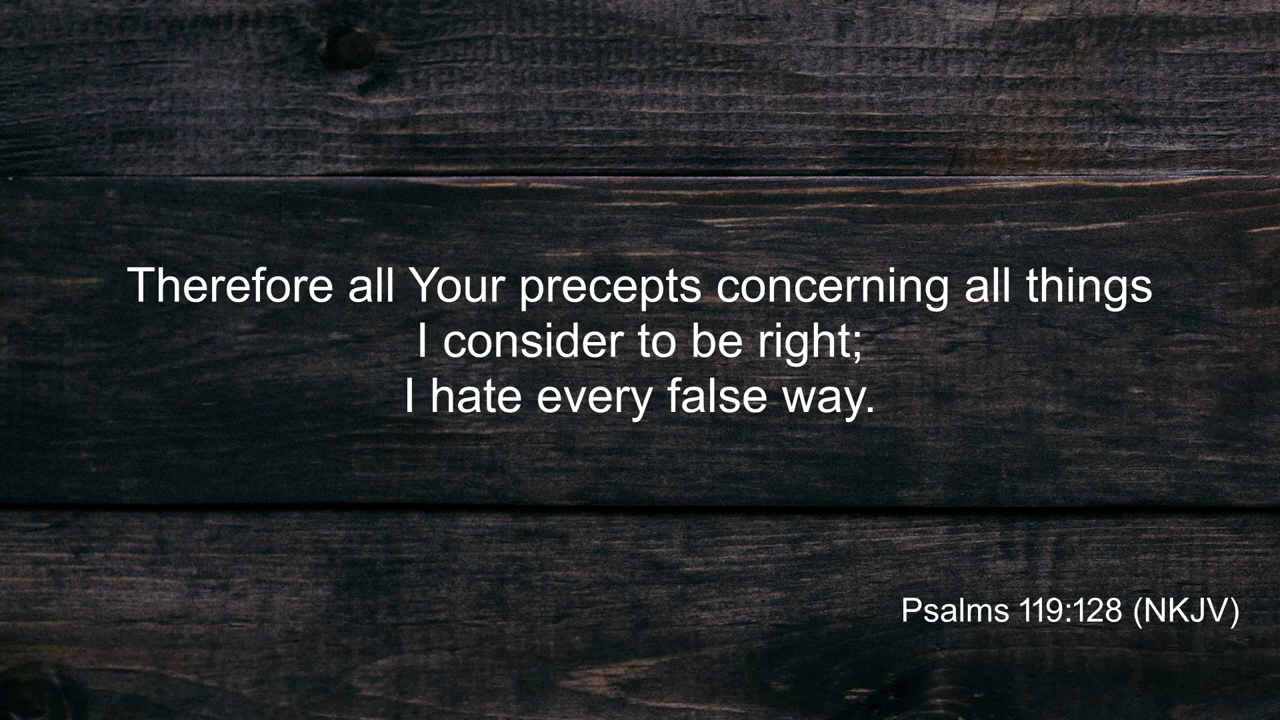 Therefore all Your precepts concerning all things
I consider to be right;
I hate every false way.
Psalms 119:128 (NKJV)